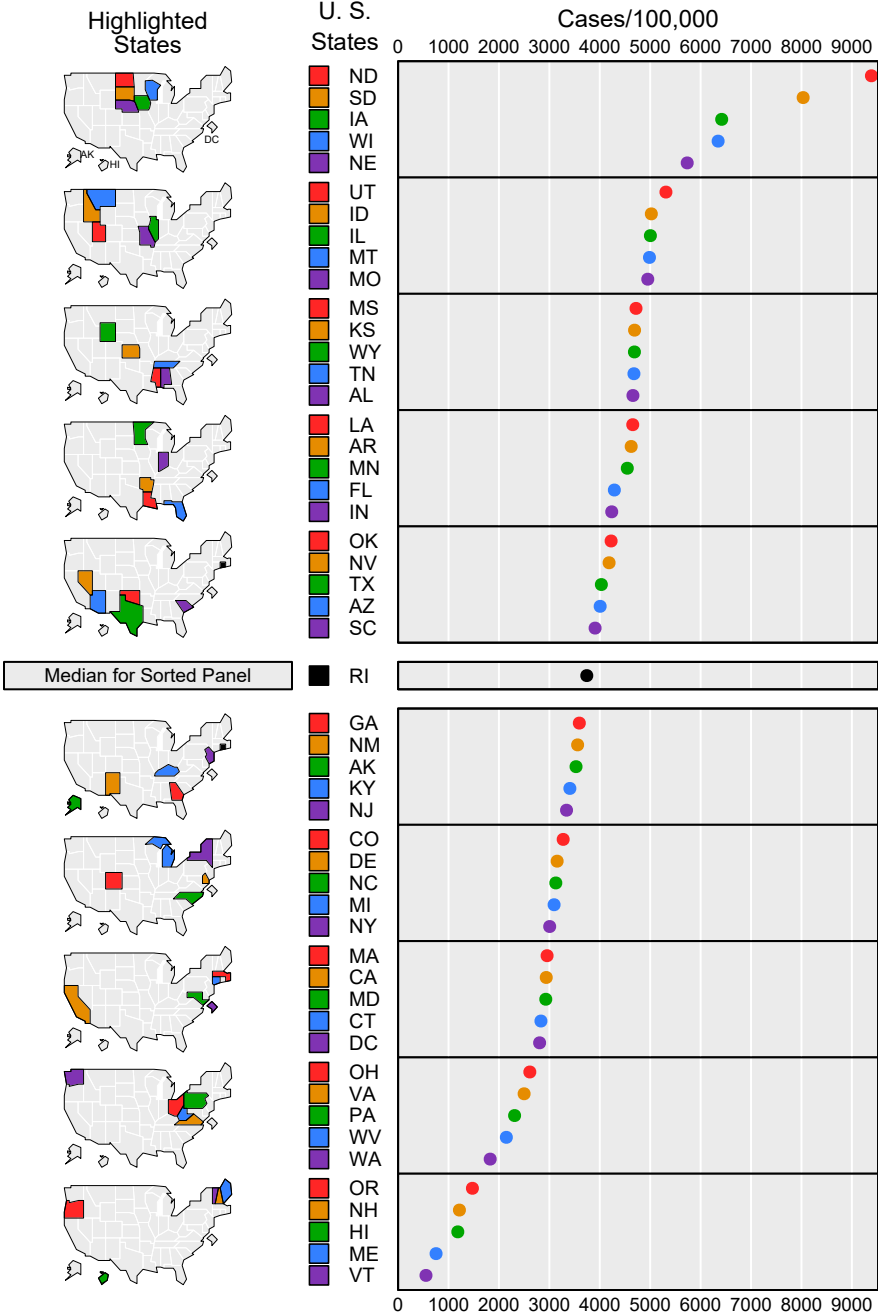 Highlighted
States
U. S.
States
Cases/100,000
0 1000 2000 3000 4000 5000 6000 7000 8000 9000
AK
HI
DC
ND
SD
IA
WI
NE
UT
ID
IL
MT
MO
MS
KS
WY
TN
AL
LA
AR
MN
FL
IN
OK
NV
TX
AZ
SC
Median for Sorted Panel
RI
GA
NM
AK
KY
NJ
CO
DE
NC
MI
NY
MA
CA
MD
CT
DC
OH
VA
PA
WV
WA
OR
NH
HI
ME
VT
0 1000 2000 3000 4000 5000 6000 7000 8000 9000